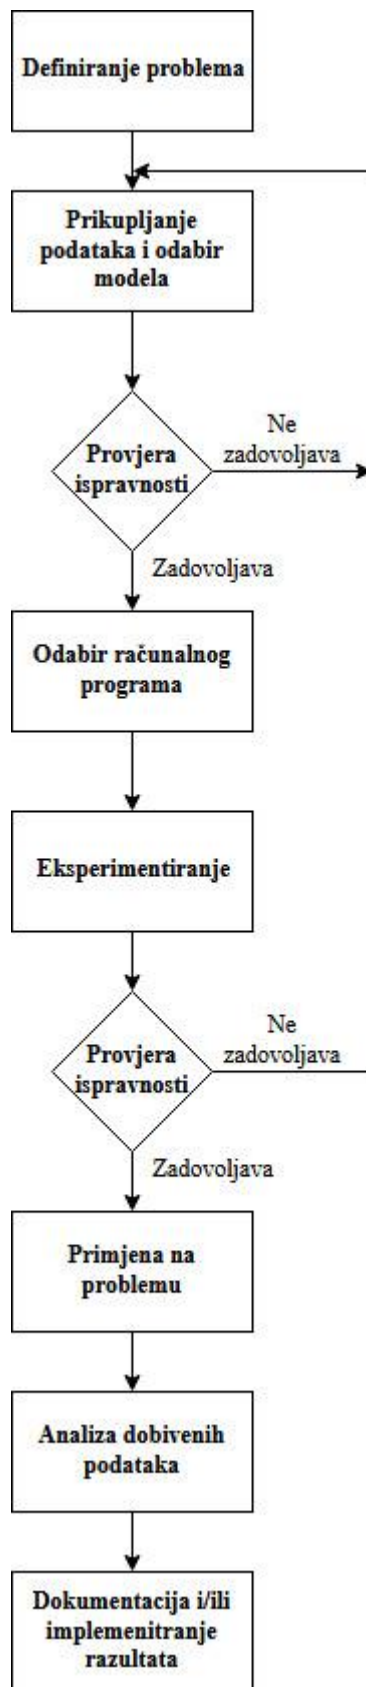 Definiranje problema
Prikupljanje
podataka i odabir
modela
Provjera
ispravnosti
Ne
zadovoljava
Zadovoljava
Odabir računalnog
programa
Eksperimentiranje
Provjera
ispravnosti
Ne
zadovoljava
Zadovoljava
Primjena na
problemu
Analiza dobivenih
podataka
Dokumentacija i/ili
implemenitranje
razultata